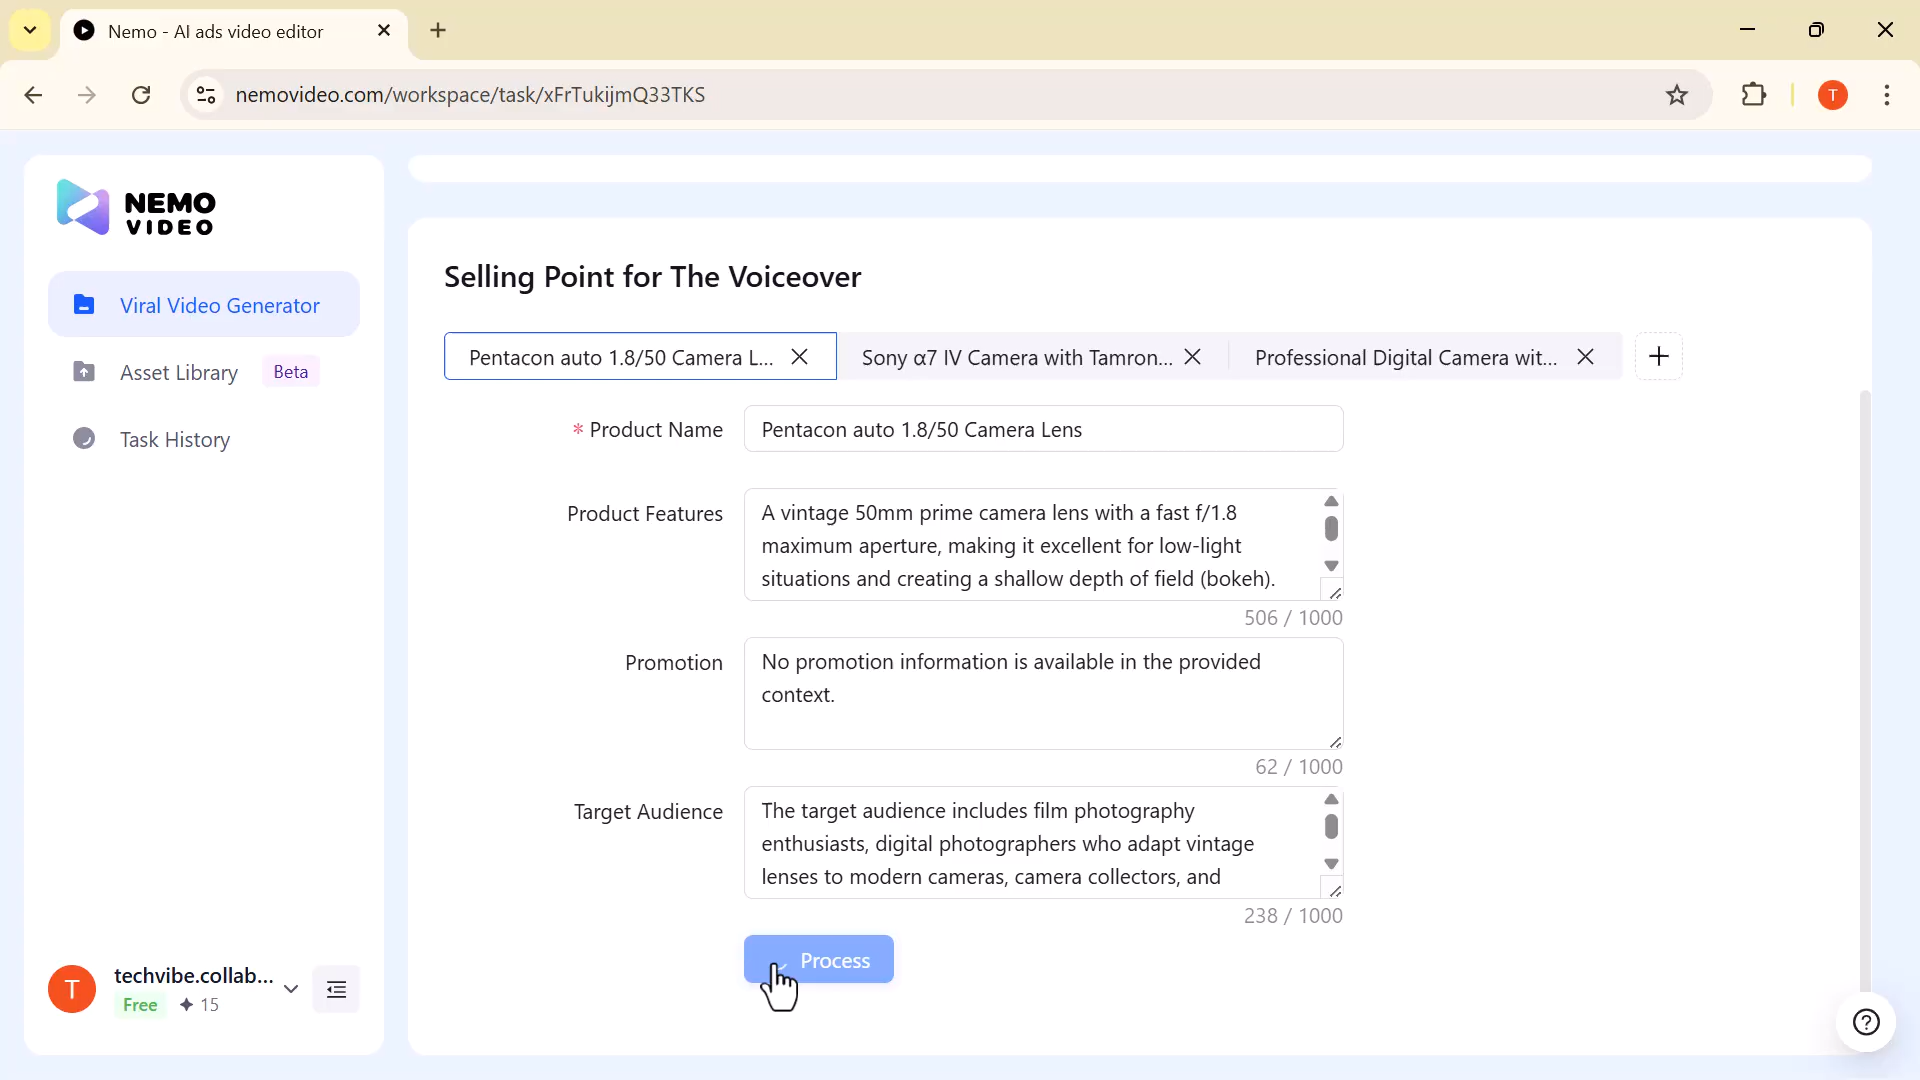 Nemo - AI ads video editor
nemovideo.com/workspace/task/xFrTukijmQ33TKS
T
NEMO
VIDEO
Viral Video Generator
Asset Library Beta
Task History
Selling Point for The Voiceover
Pentacon auto 1.8/50 Camera L...
Sony α7 IV Camera with Tamron...
Professional Digital Camera wit...
* Product Name
Pentacon auto 1.8/50 Camera Lens
Product Features
A vintage 50mm prime camera lens with a fast f/1.8
maximum aperture, making it excellent for low-light
situations and creating a shallow depth of field (bokeh).
506 / 1000
Promotion
No promotion information is available in the provided
context.
62 / 1000
Target Audience
The target audience includes film photography
enthusiasts, digital photographers who adapt vintage
lenses to modern cameras, camera collectors, and
238 / 1000
Process
T
techvibe.collab...
Free 15